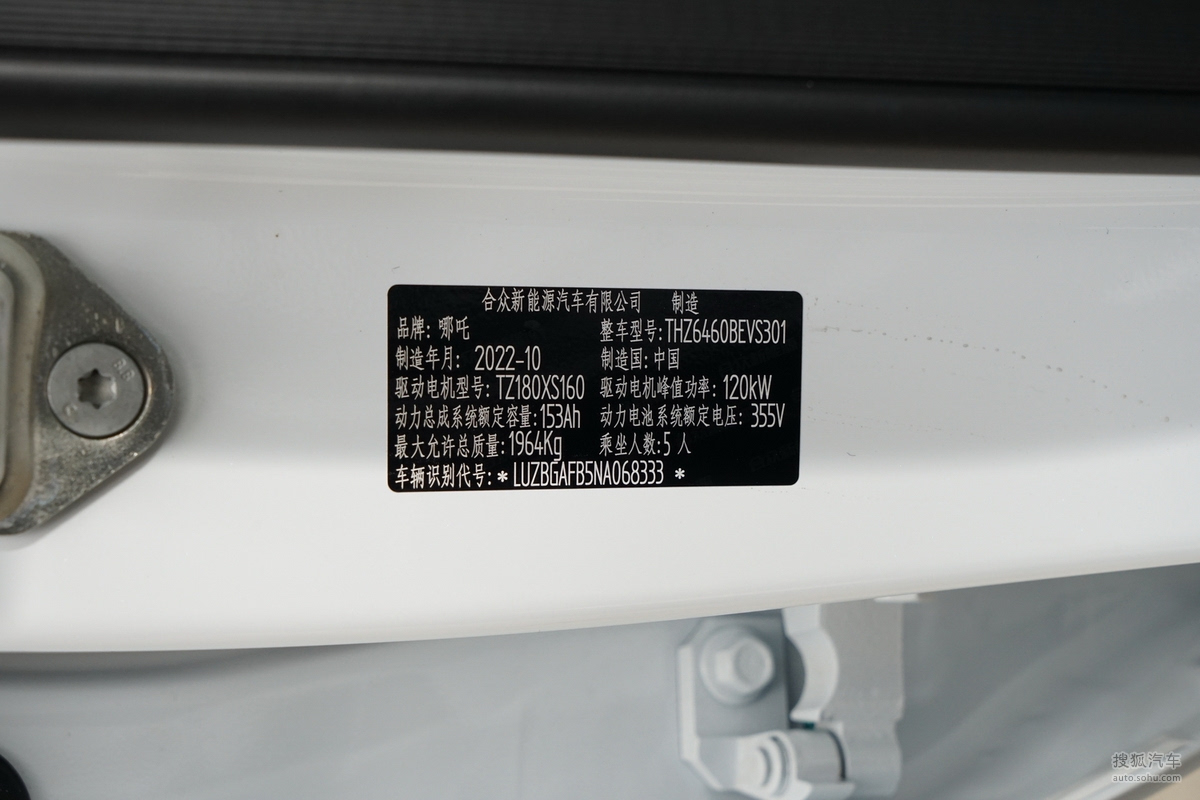 合众新能源汽车有限公司 制造
品牌: 哪吒 整车型号: THZ6460BEVS301
制造年月: 2022-10 制造国: 中国
驱动电机型号: TZ180XS160 驱动电机峰值功率: 120kW
动力总成系统额定容量: 153Ah 动力电池系统额定电压: 355V
最大允许总质量: 1964Kg 乘坐人数: 5 人
车辆识别代号: * LUZBGAFB5NA068333 *
搜狐汽车
auto.sohu.com